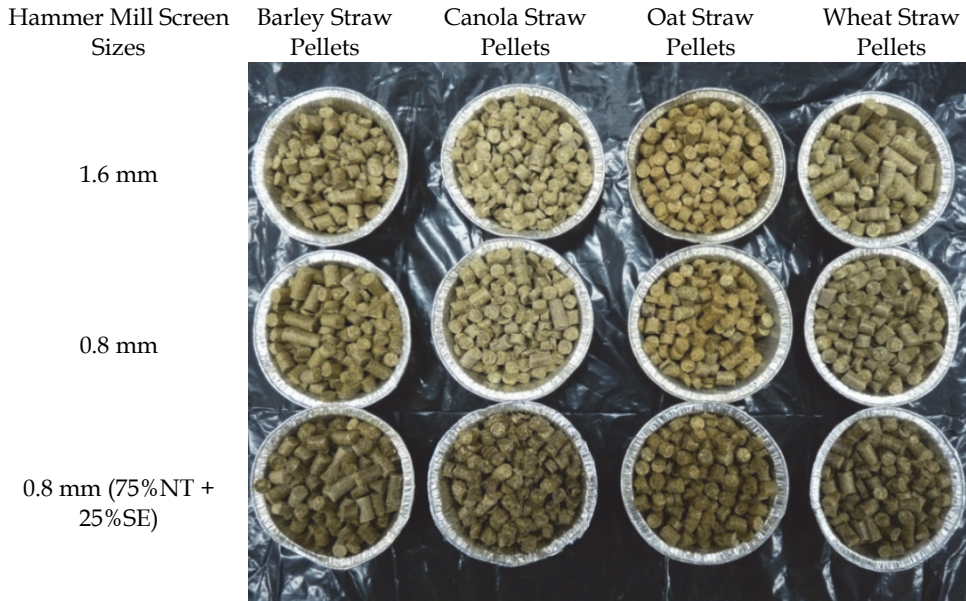 Hammer Mill Screen
Sizes
Barley Straw
Pellets
Canola Straw
Pellets
Oat Straw
Pellets
Wheat Straw
Pellets
1.6 mm
0.8 mm
0.8 mm (75%NT +
25%SE)